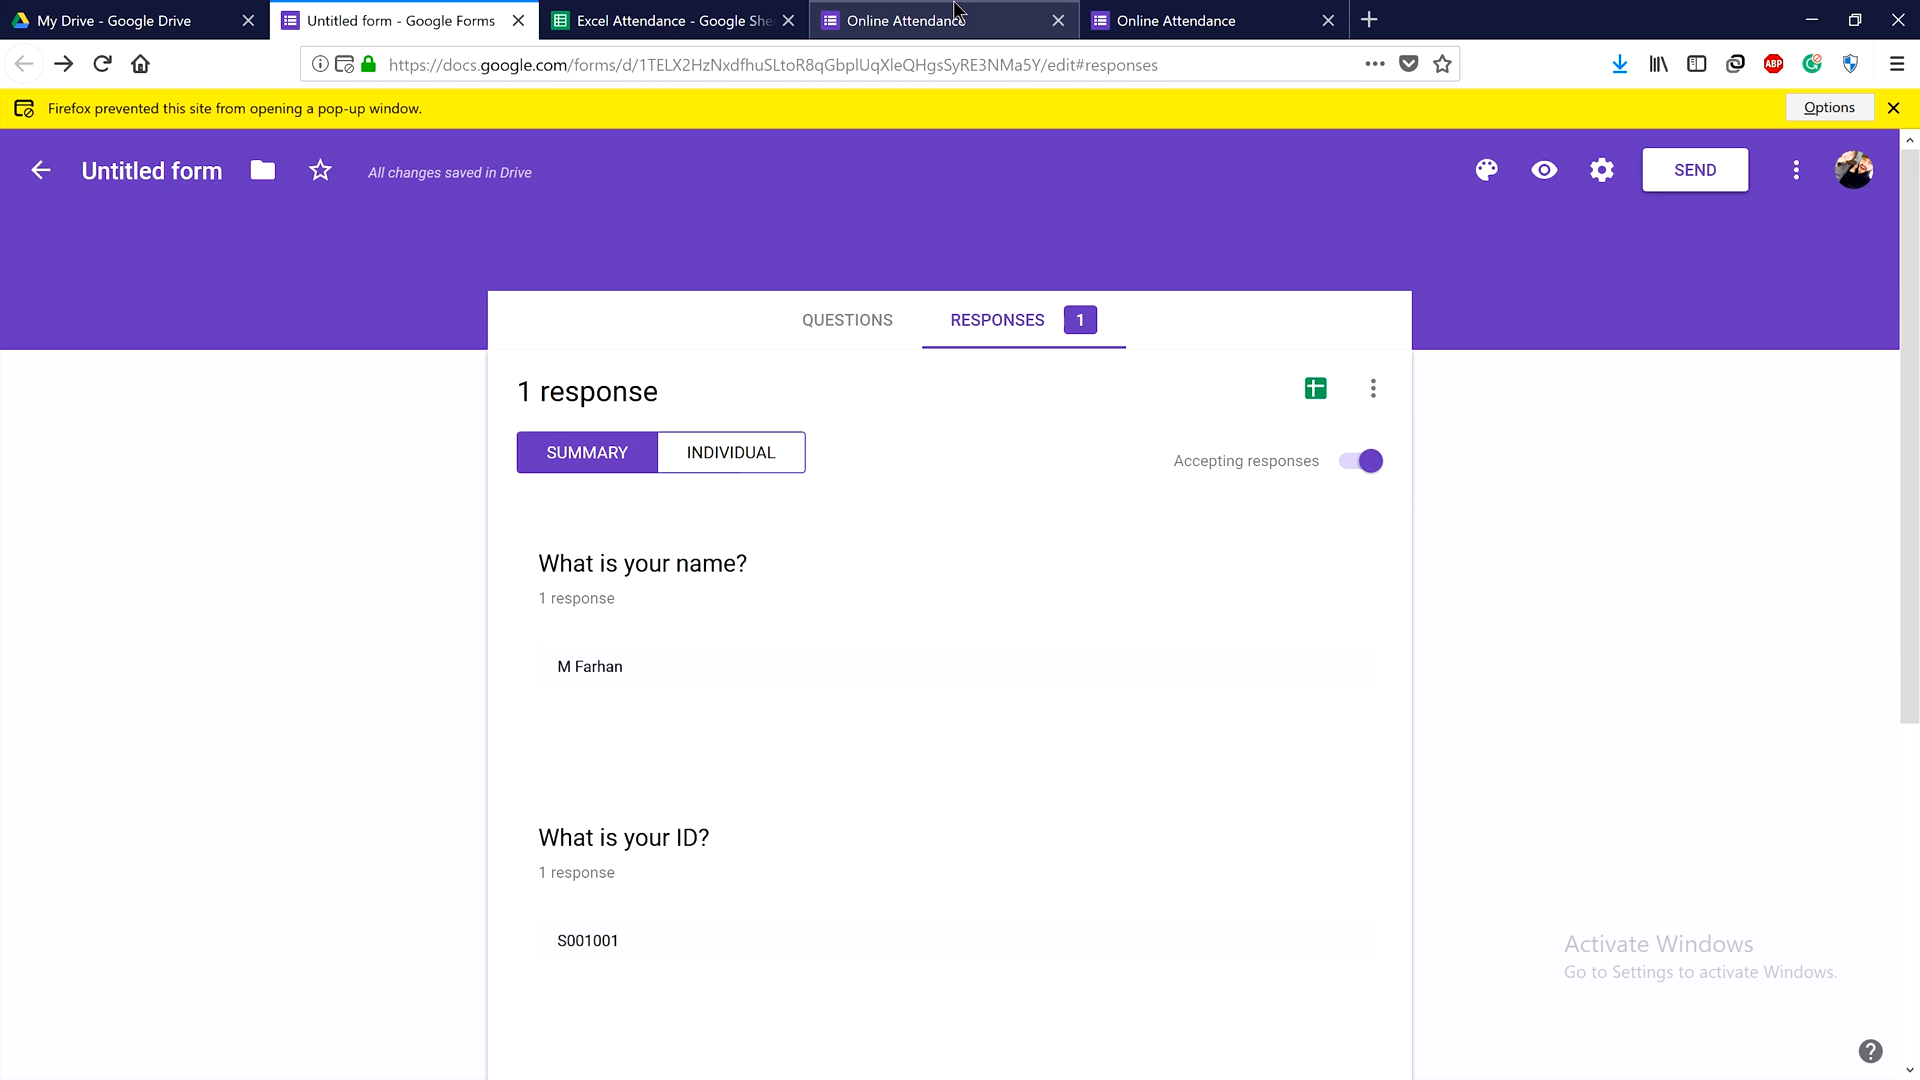 My Drive - Google Drive
Untitled form - Google Forms
Excel Attendance - Google She
Online Attendance
Online Attendance
https://docs.google.com/forms/d/1TELX2HzNxdfhuSLtoR8qGbplUqXleQHgsSyRE3NMa5Y/edit#responses
ABP
Firefox prevented this site from opening a pop-up window.
Options
Untitled form
All changes saved in Drive
SEND
QUESTIONS
RESPONSES
1
1 response
SUMMARY
INDIVIDUAL
Accepting responses
What is your name?
1 response
M Farhan
What is your ID?
1 response
S001001
Activate Windows
Go to Settings to activate Windows.